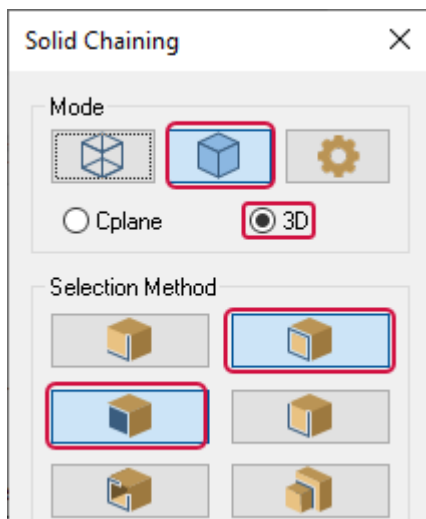 Solid Chaining
Mode
Cplane
3D
Selection Method